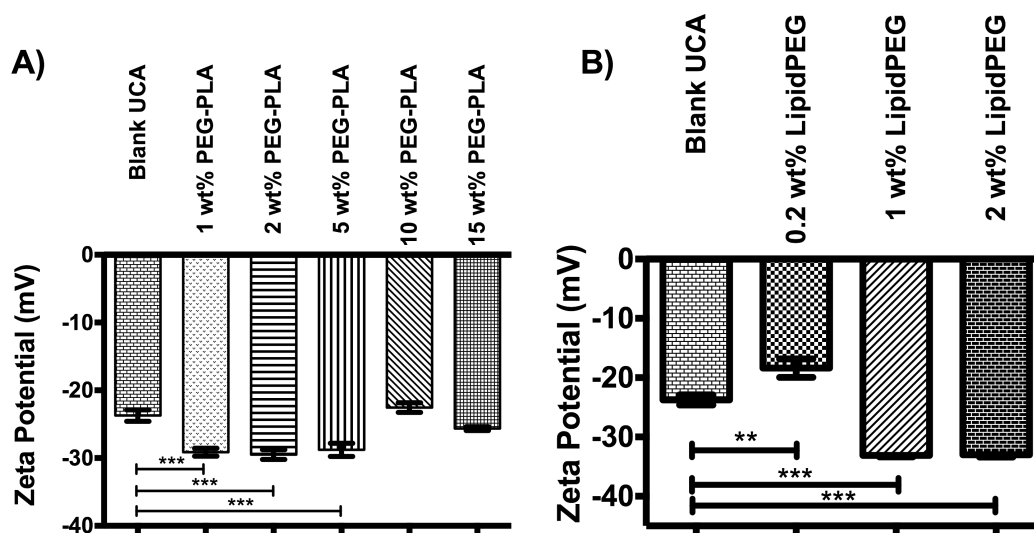 A)
Blank UCA
1 wt% PEG-PLA
2 wt% PEG-PLA
5 wt% PEG-PLA
10 wt% PEG-PLA
15 wt% PEG-PLA
Zeta Potential (mV)
0
-10
-20
-30
-40
***
***
***
B)
Blank UCA
0.2 wt% LipidPEG
1 wt% LipidPEG
2 wt% LipidPEG
Zeta Potential (mV)
0
-10
-20
-30
-40
**
***
***